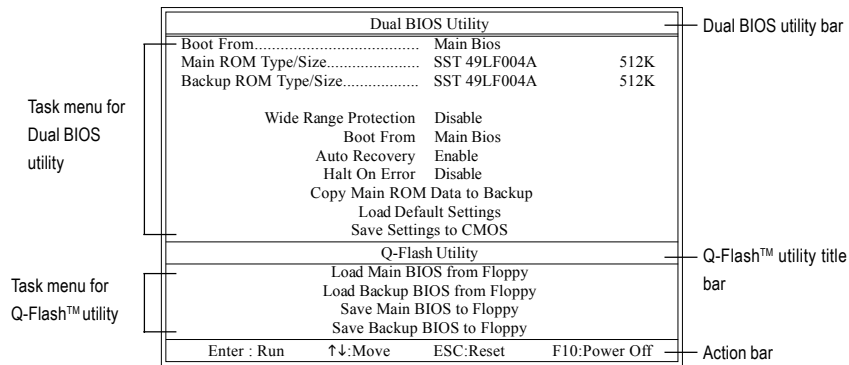 Dual BIOS Utility
Dual BIOS utility bar
Boot From...................................... Main Bios
Main ROM Type/Size..................... SST 49LF004A 512K
Backup ROM Type/Size................. SST 49LF004A 512K
Wide Range Protection Disable
Boot From Main Bios
Auto Recovery Enable
Halt On Error Disable
Copy Main ROM Data to Backup
Load Default Settings
Save Settings to CMOS
Task menu for
Dual BIOS
utility
Q-Flash Utility
Q-Flash™ utility title
bar
Load Main BIOS from Floppy
Load Backup BIOS from Floppy
Save Main BIOS to Floppy
Save Backup BIOS to Floppy
Task menu for
Q-Flash™ utility
Enter : Run ↑↓:Move ESC:Reset F10:Power Off
Action bar